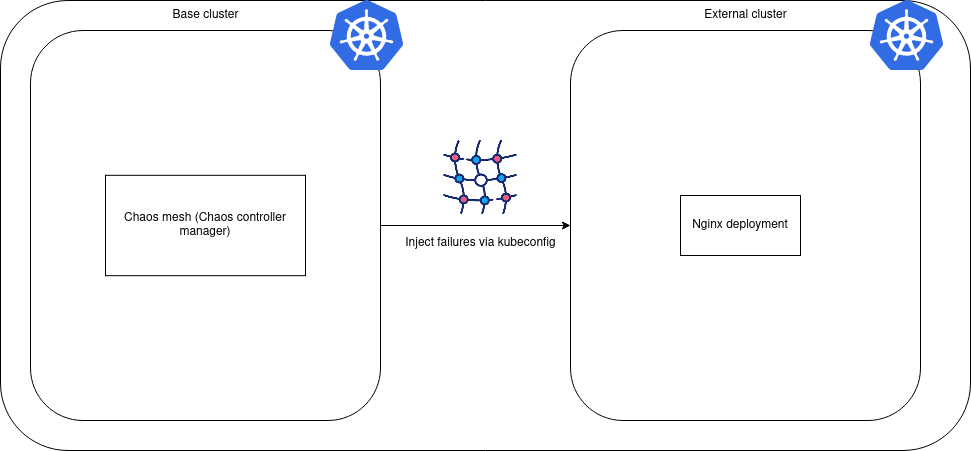 Base cluster
External cluster
Chaos mesh (Chaos controller
manager)
Inject failures via kubeconfig
Nginx deployment